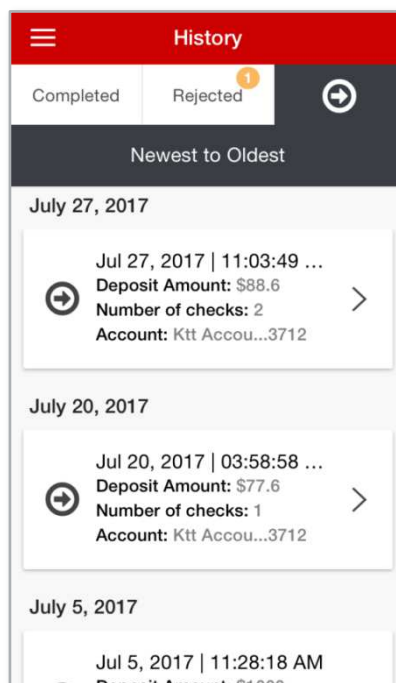 History
Completed
Rejected
1
Newest to Oldest
July 27, 2017
Jul 27, 2017 | 11:03:49 ...
Deposit Amount: $88.6
Number of checks: 2
Account: Ktt Accou...3712
July 20, 2017
Jul 20, 2017 | 03:58:58 ...
Deposit Amount: $77.6
Number of checks: 1
Account: Ktt Accou...3712
July 5, 2017
Jul 5, 2017 | 11:28:18 AM
Deposit Amount: